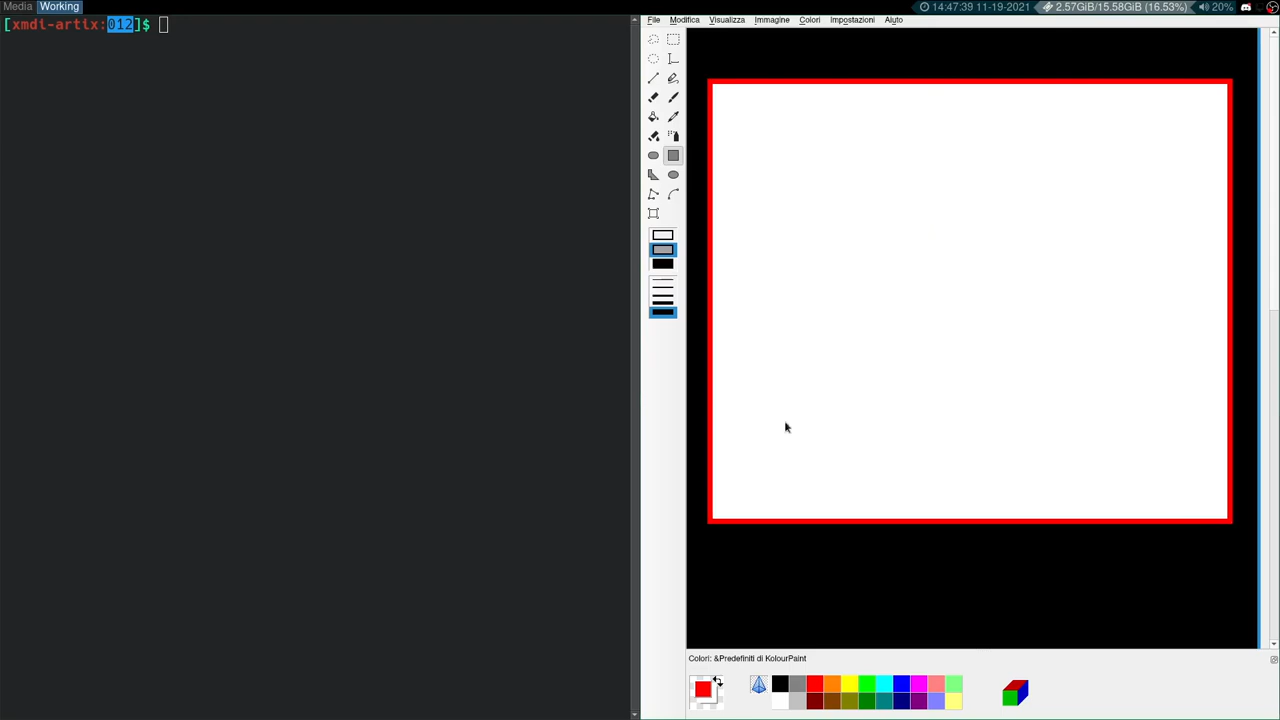 Media Working
14:47:39 11-19-2021 2.57GiB/15.58GiB (16.53%) 20%
[xmdi-artix:012]$
File Modifica Visualizza Immagine Colori Impostazioni Aiuto
Colori: &Predefiniti di KolourPaint